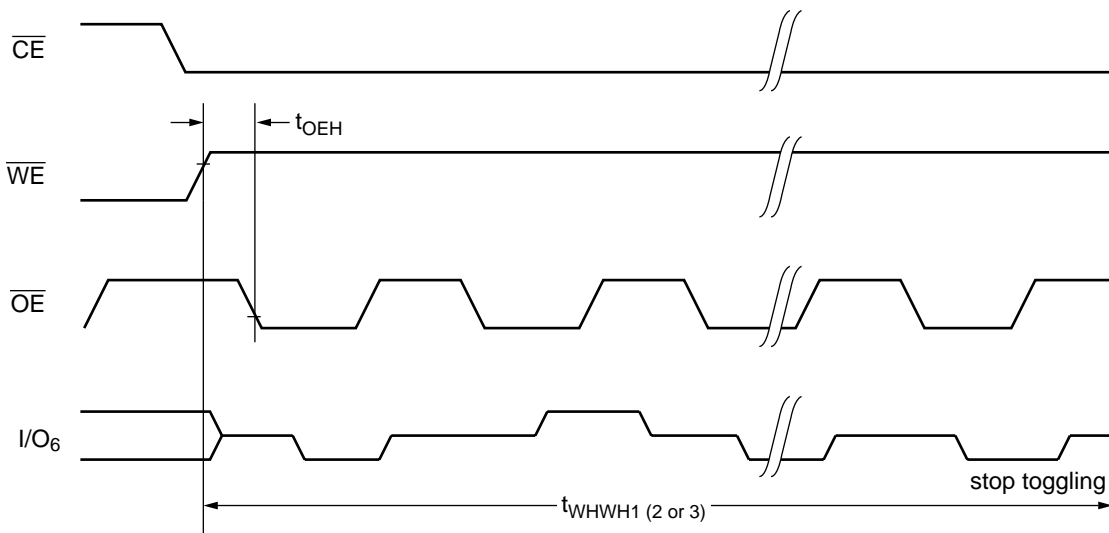 CE
tOEH
WE
OE
I/O6
stop toggling
tWHWH1 (2 or 3)